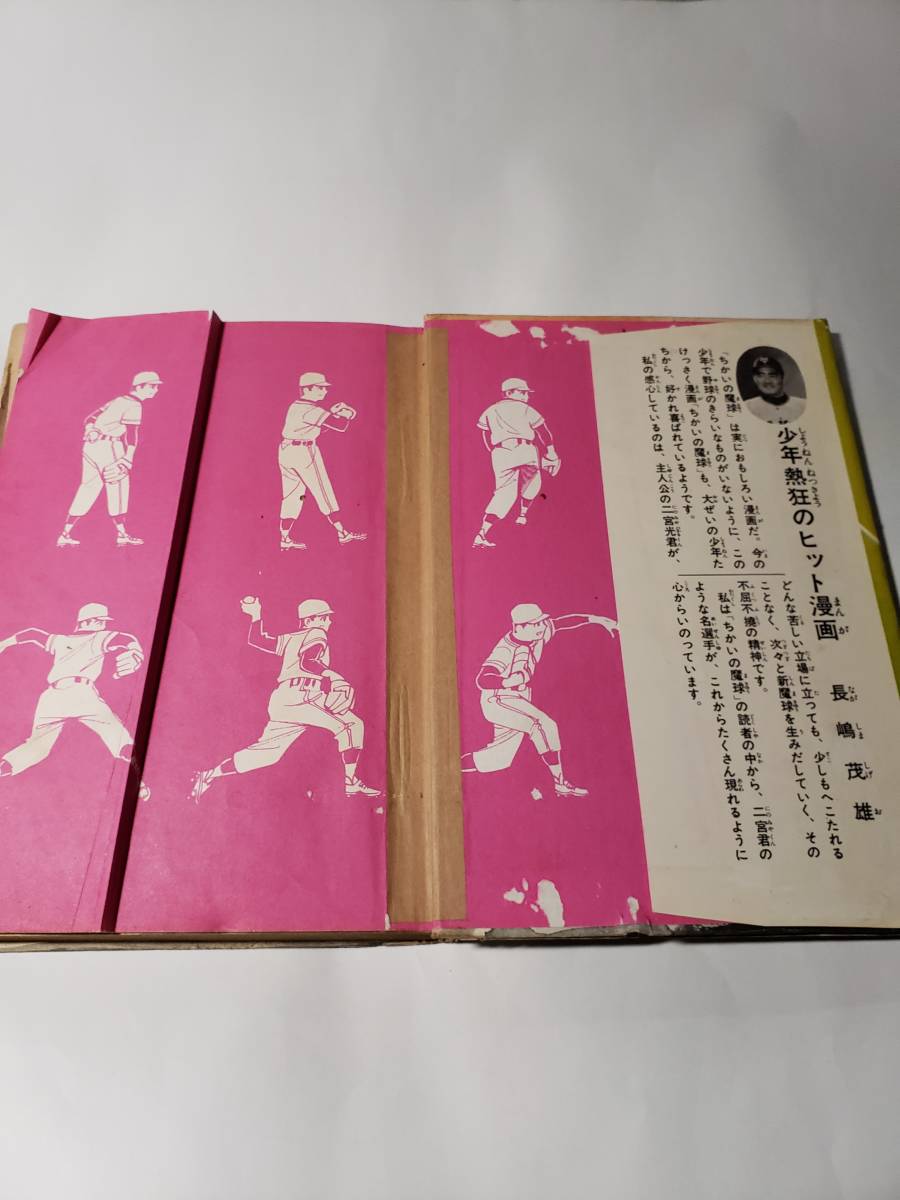 少年熱狂のヒット漫画
長嶋茂雄
「ちかいの魔球」は実におもしろい漫画だ。今の
少年で野球のきらいなものがいないように、この
けっさく漫画「ちかいの魔球」も、大ぜいの少年た
ちから、好かれ喜ばれているようです。
私の感心しているのは、主人公の二宮光君が、
どんな苦しい立場に立っても、少しもへこたれる
ことなく、次々と新魔球を生みだしていく、その
不屈不撓の精神です。
私は「ちかいの魔球」の読者の中から、二宮君の
ような名選手が、これからたくさん現れるように
心からいのっています。